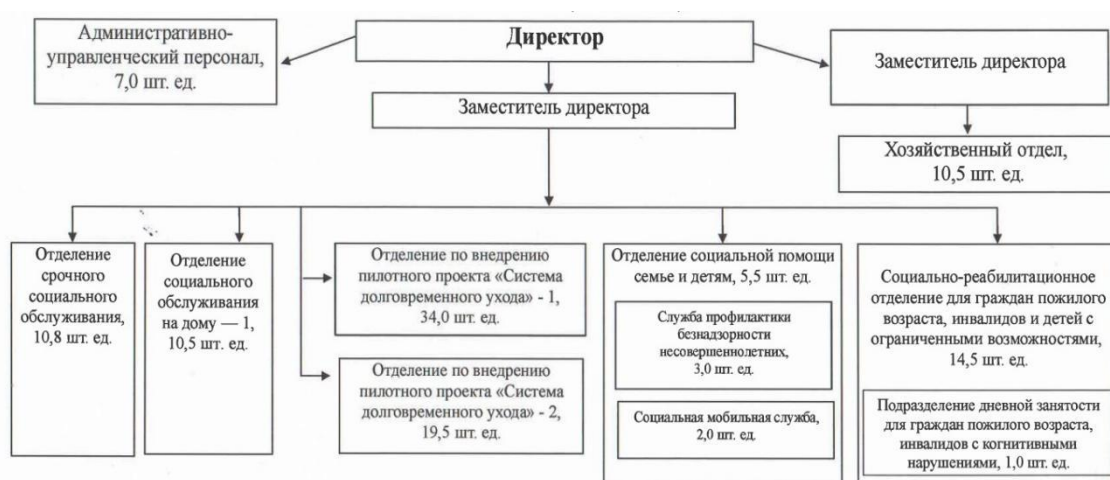 Административно-
управленческий персонал,
7,0 шт. ед.
Директор
Заместитель директора
Заместитель директора
Хозяйственный отдел,
10,5 шт. ед.
Отделение
срочного
социального
обслуживания,
10,8 шт. ед.
Отделение
социального
обслуживания
на дому — 1,
10,5 шт. ед.
Отделение по внедрению
пилотного проекта «Система
долговременного ухода» - 1,
34,0 шт. ед.
Отделение по внедрению
пилотного проекта «Система
долговременного ухода» - 2,
19,5 шт. ед.
Отделение социальной помощи
семье и детям, 5,5 шт. ед.
Служба профилактики
безнадзорности
несовершеннолетних,
3,0 шт. ед.
Социальная мобильная служба,
2,0 шт. ед.
Социально-реабилитационное
отделение для граждан пожилого
возраста, инвалидов и детей с
ограниченными возможностями,
14,5 шт. ед.
Подразделение дневной занятости
для граждан пожилого возраста,
инвалидов с когнитивными
нарушениями, 1,0 шт. ед.